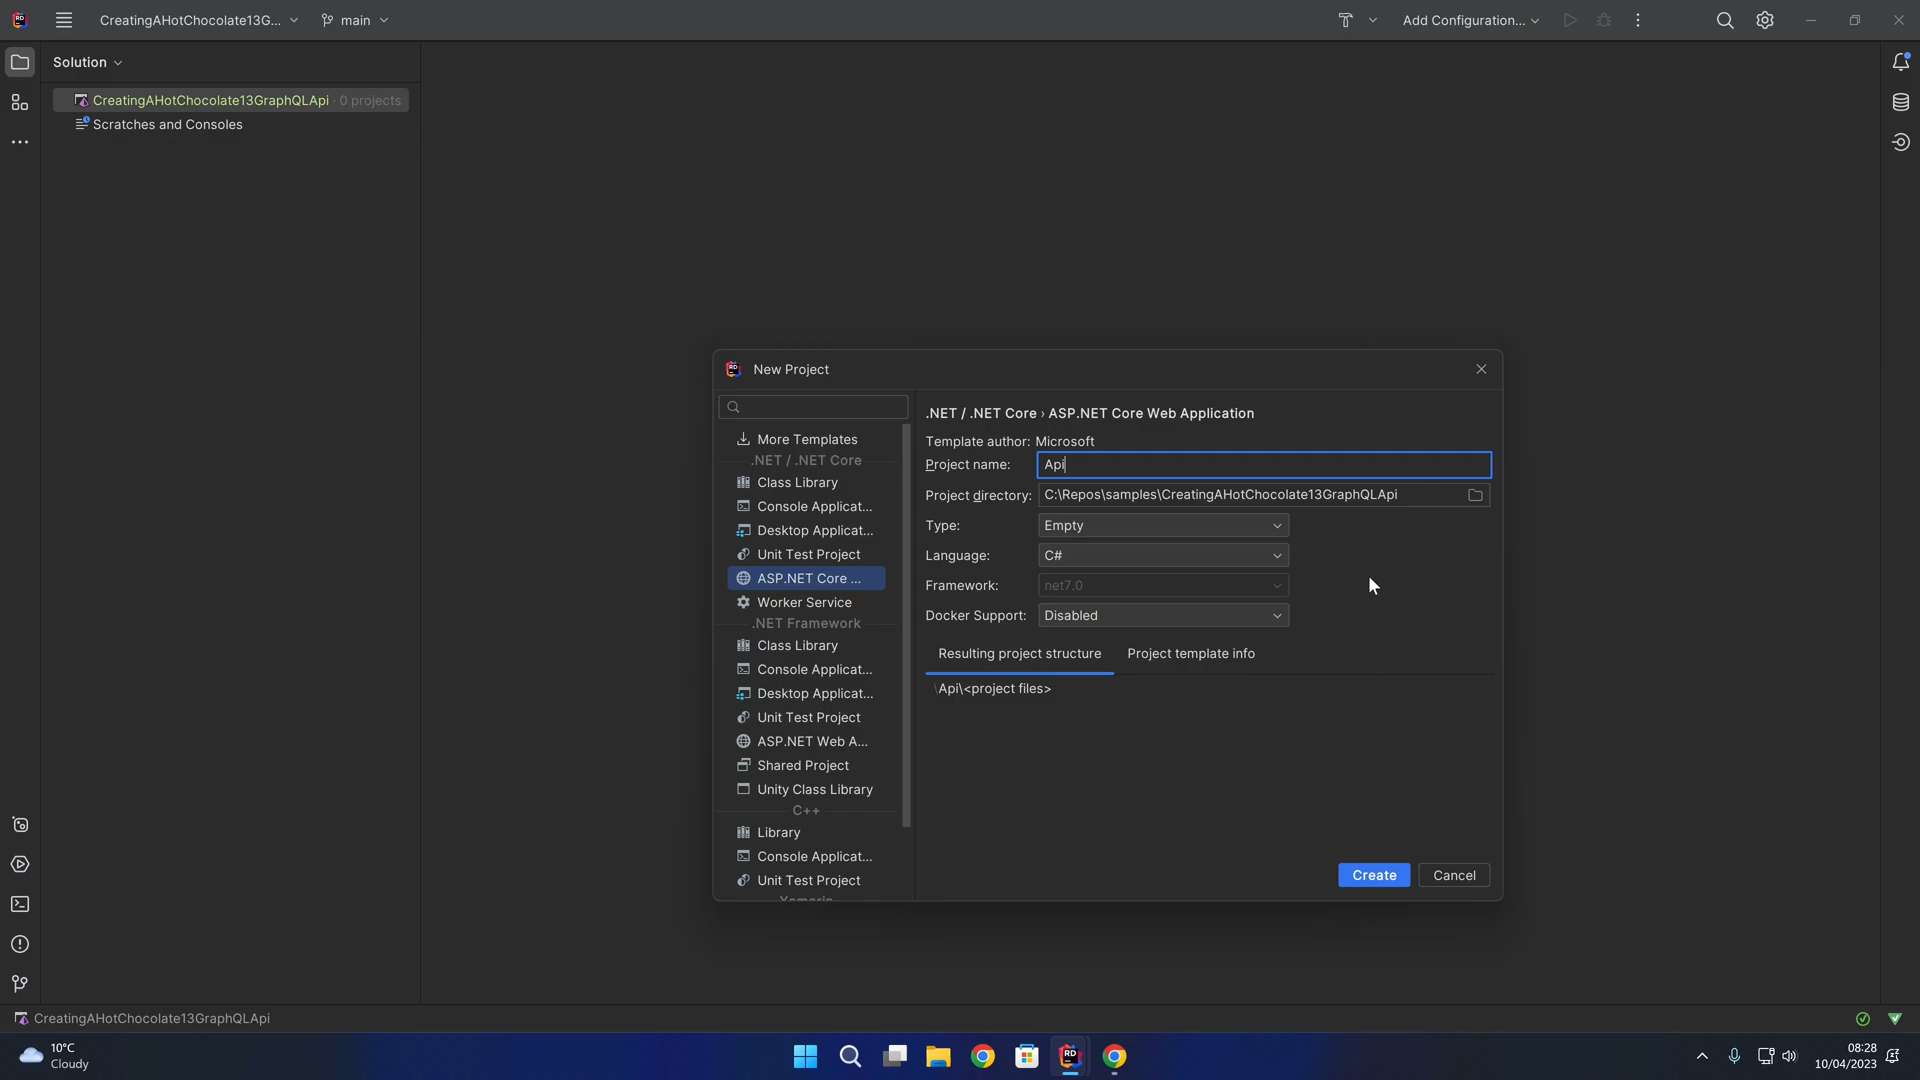 CreatingAHotChocolate13G...
main
Add Configuration...
Solution
CreatingAHotChocolate13GraphQLApi · 0 projects
Scratches and Consoles
New Project
More Templates
.NET / .NET Core
Class Library
Console Applicat...
Desktop Applicat...
Unit Test Project
ASP.NET Core ...
Worker Service
.NET Framework
Class Library
Console Applicat...
Desktop Applicat...
Unit Test Project
ASP.NET Web A...
Shared Project
Unity Class Library
C++
Library
Console Applicat...
Unit Test Project
Xamarin
.NET / .NET Core › ASP.NET Core Web Application
Template author: Microsoft
Project name: Api
Project directory: C:\Repos\samples\CreatingAHotChocolate13GraphQLApi
Type: Empty
Language: C#
Framework: net7.0
Docker Support: Disabled
Resulting project structure
Project template info
\Api\<project files>
Create
Cancel
CreatingAHotChocolate13GraphQLApi
10°C
Cloudy
08:28
10/04/2023